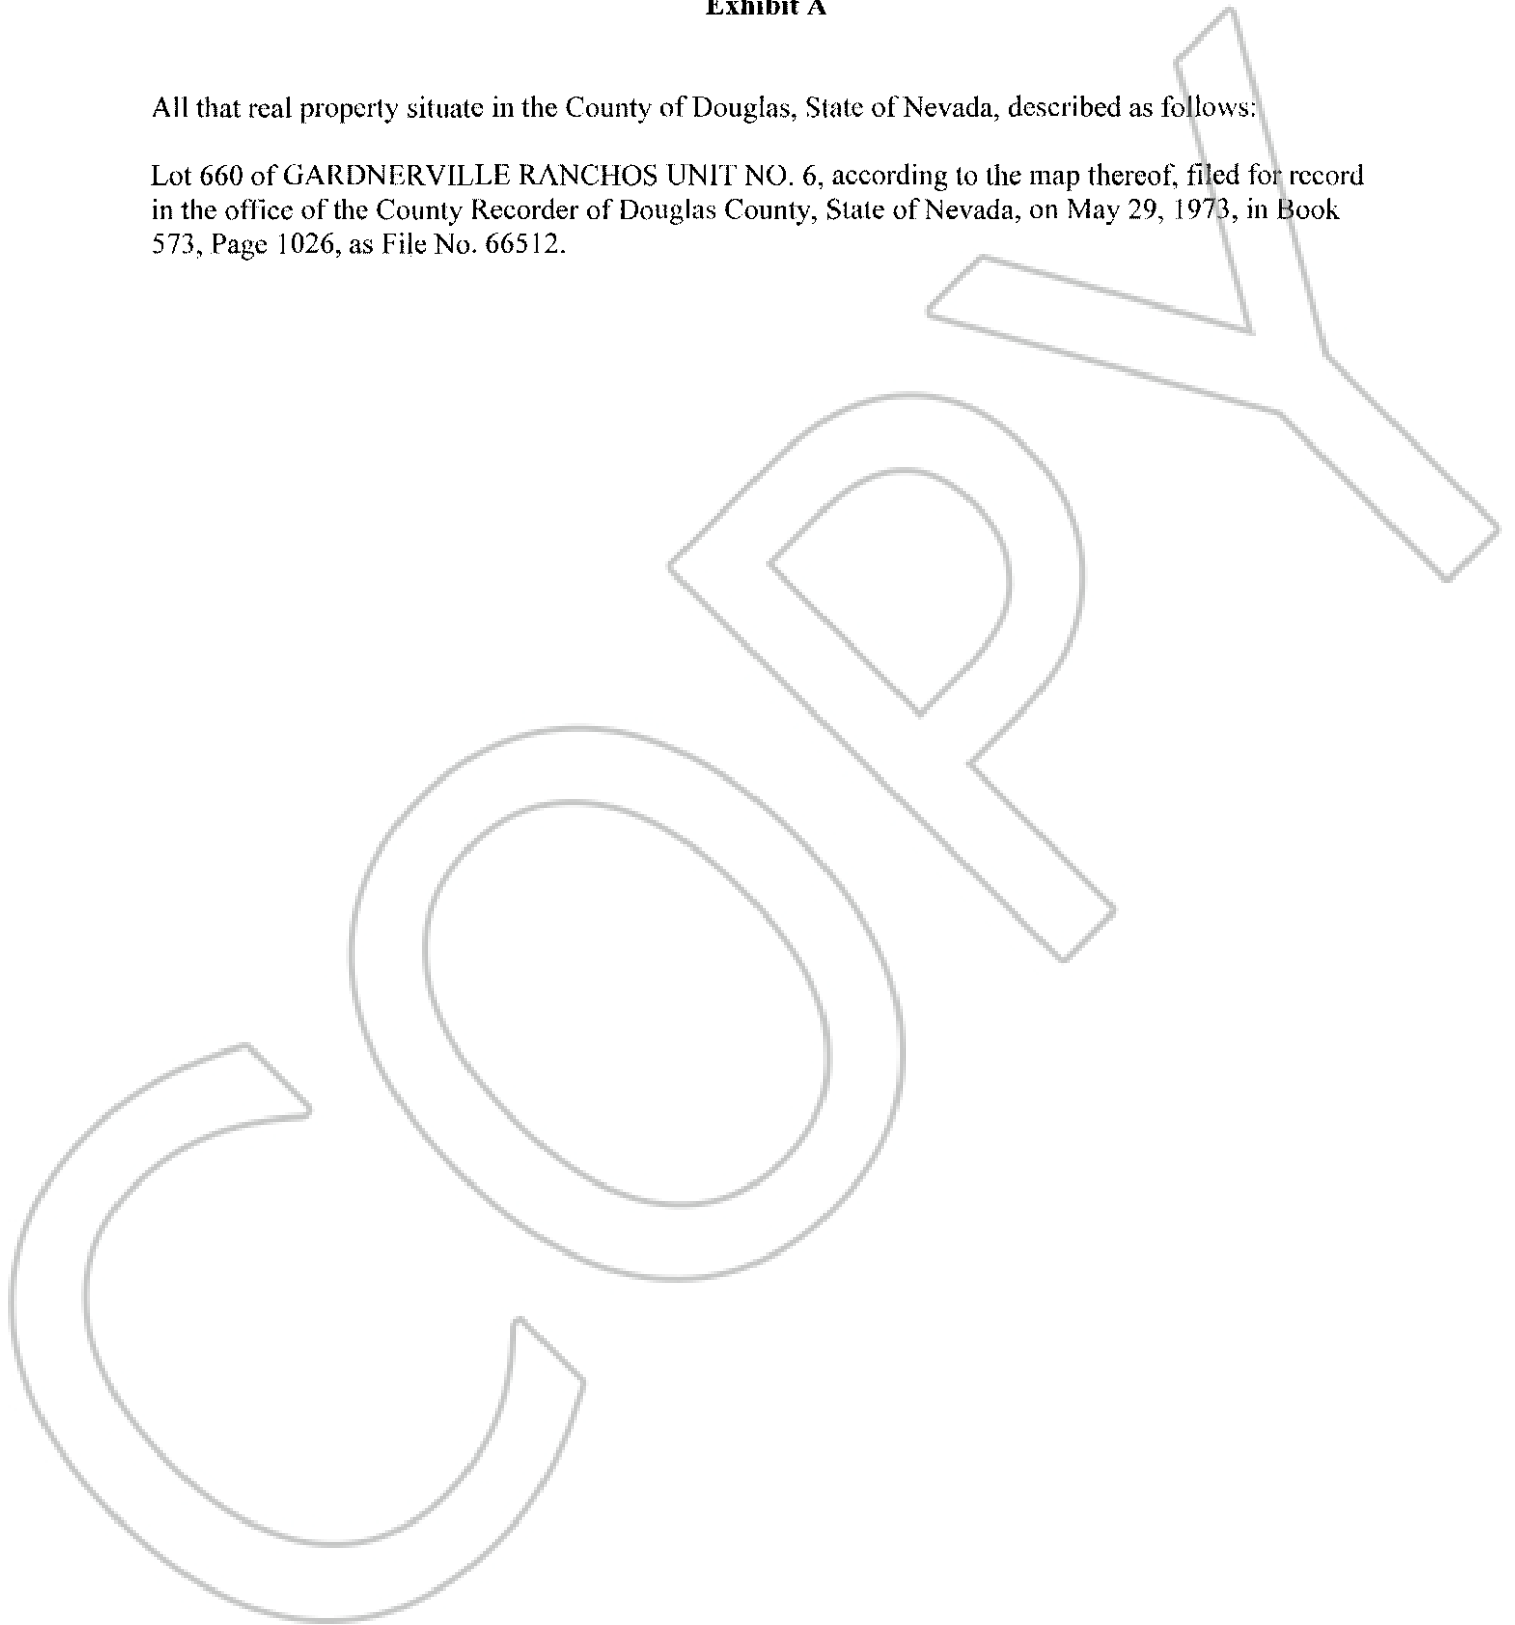 Exhibit A
All that real property situate in the County of Douglas, State of Nevada, described as follows:
Lot 660 of GARDNERVILLE RANCHOS UNIT NO. 6, according to the map thereof, filed for record
in the office of the County Recorder of Douglas County, State of Nevada, on May 29, 1973, in Book
573, Page 1026, as File No. 66512.
COPY